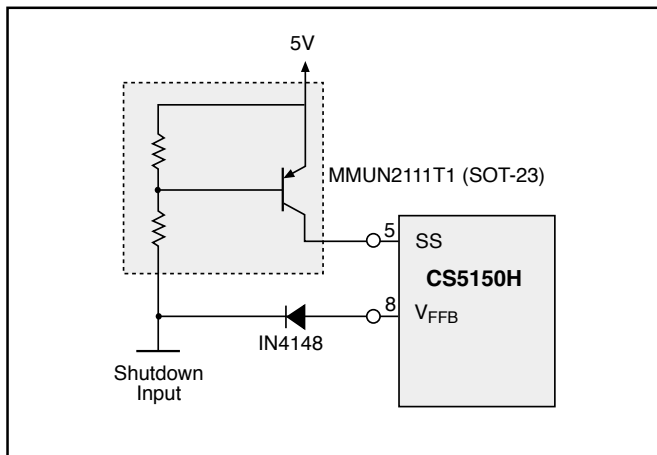 5V
MMUN2111T1 (SOT-23)
5
SS
CS5150H
8
VFFB
IN4148
Shutdown
Input